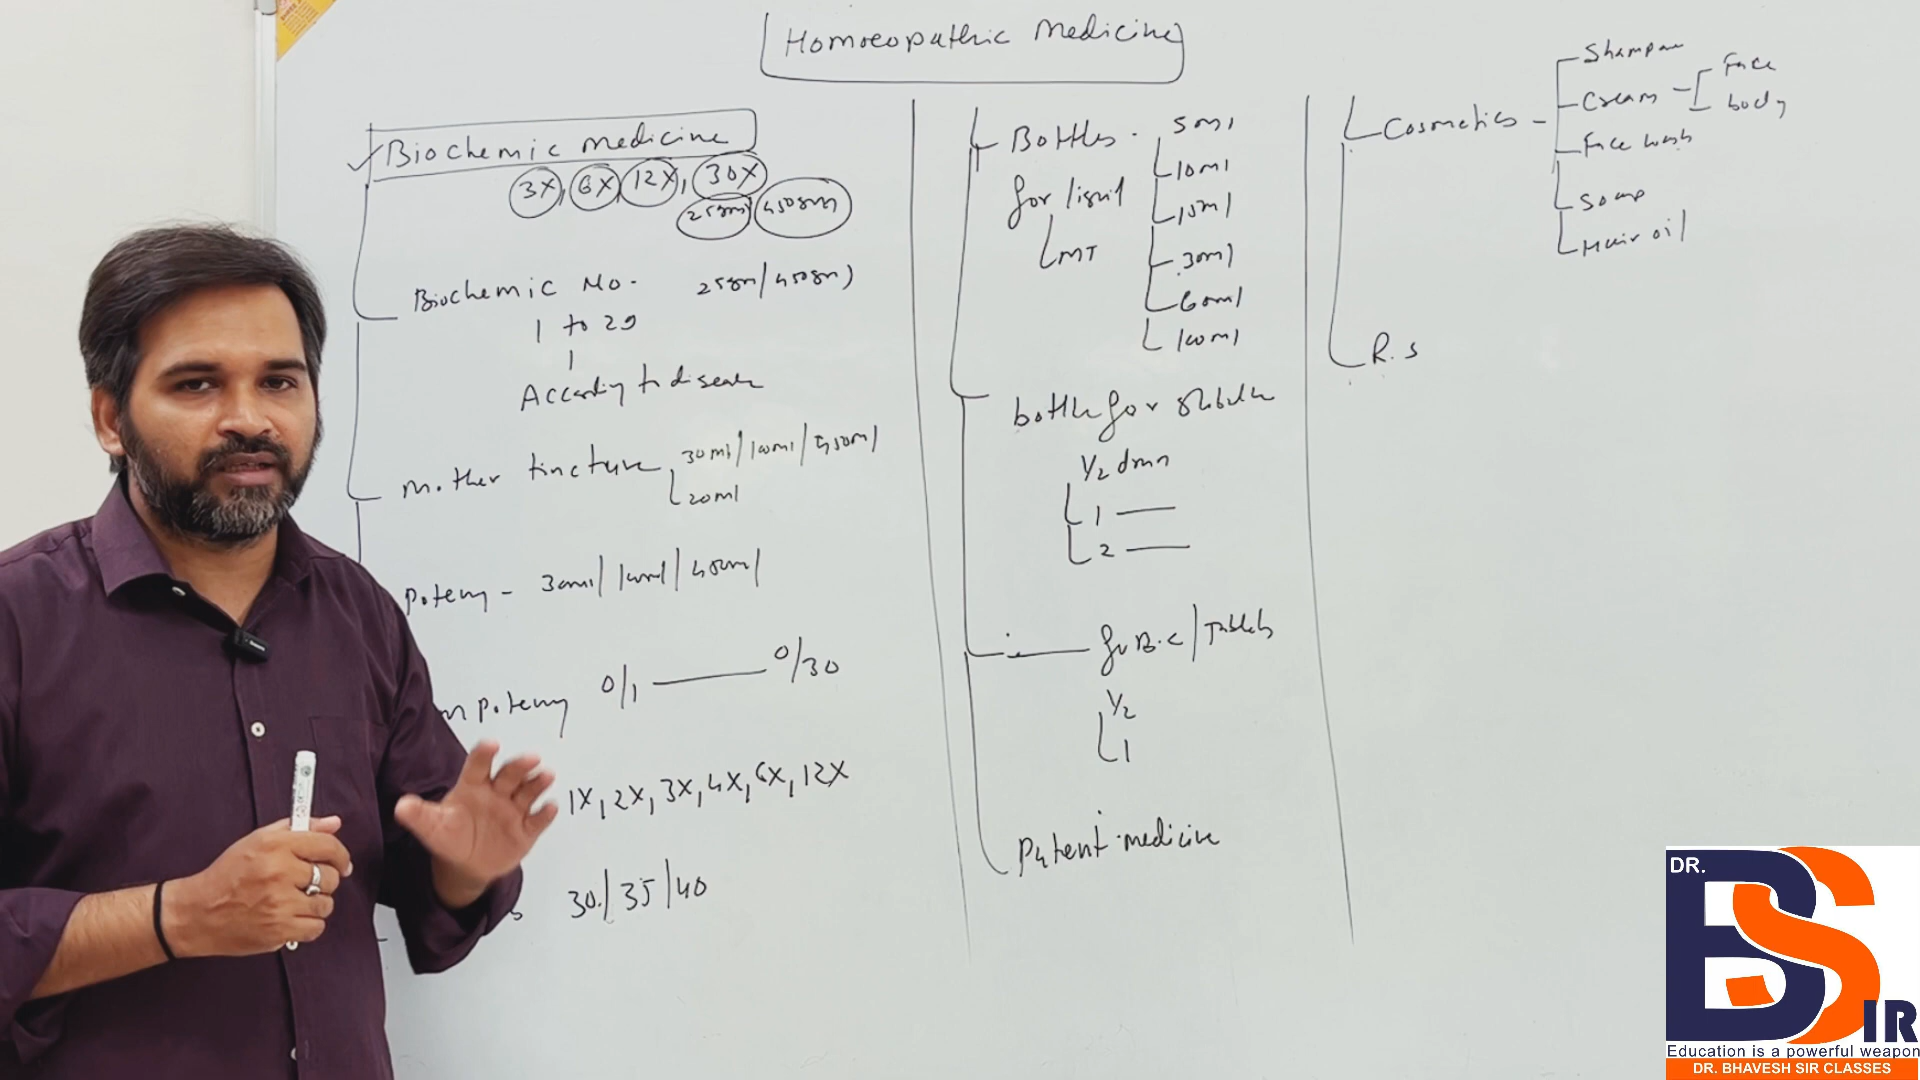 Homoeopathic Medicine
Biochemic medicine
3X, 6X, 12X, 30X
25gm 450gm
Biochemic No. 25gm/450gm
1 to 29
According to disease
Mother tincture 30ml/100ml/450ml
20ml
Poteny - 30ml/100ml/450ml
m poteny 0/1 — 0/30
1X, 2X, 3X, 4X, 6X, 12X
30/35/40
Bottles - 5ml
10ml
for liquid
15ml
MT
30ml
60ml
100ml
bottle for
1/2 dram
1 —
2 —
for B.C/Tablets
1/2
1
Patent medicine
Cosmetics - Shampoo
Cream - Face
body
Face wash
Soap
Hair oil
R.S
DR.
BSIR
Education is a powerful weapon
DR. BHAVESH SIR CLASSES